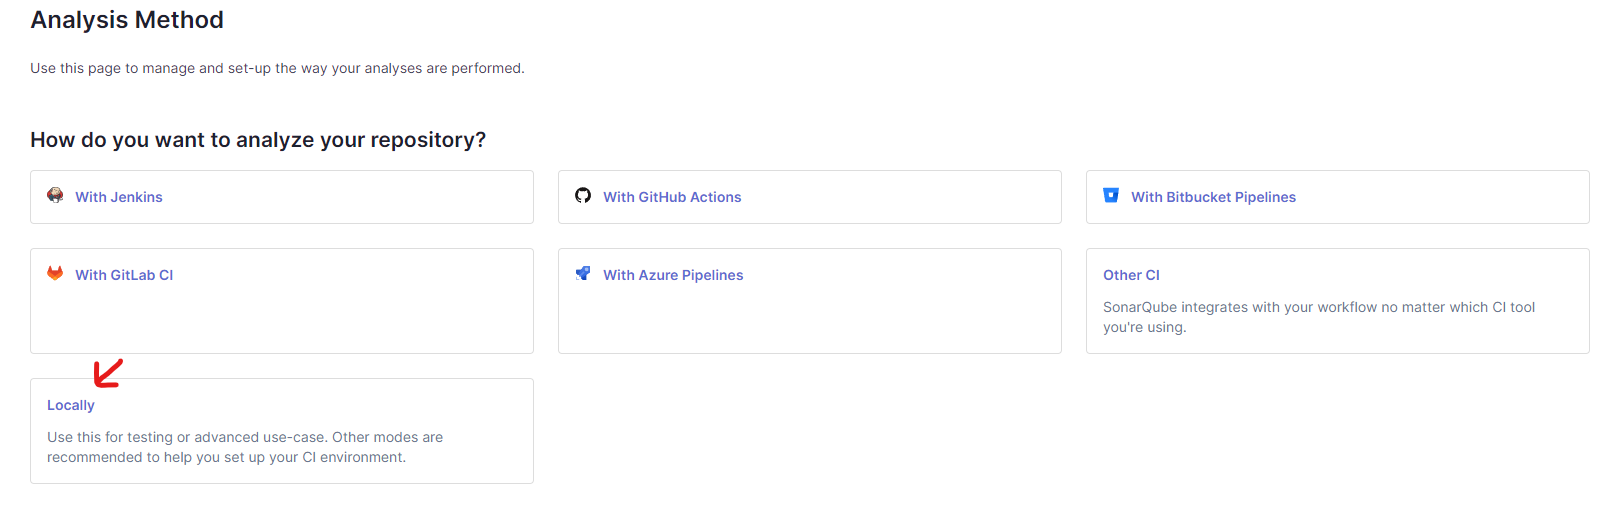 Analysis Method
Use this page to manage and set-up the way your analyses are performed.
How do you want to analyze your repository?
With Jenkins
With GitHub Actions
With Bitbucket Pipelines
With GitLab CI
With Azure Pipelines
Other CI
SonarQube integrates with your workflow no matter which CI tool
you're using.
Locally
Use this for testing or advanced use-case. Other modes are
recommended to help you set up your CI environment.